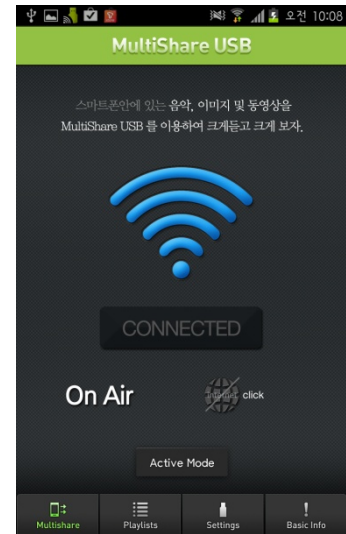 오전 10:08
MultiShare USB
스마트폰안에 있는 음악, 이미지 및 동영상을
MultiShare USB 를 이용하여 크게듣고 크게 보자.
CONNECTED
On Air
Internet click
Active Mode
Multishare Playlists Settings Basic Info